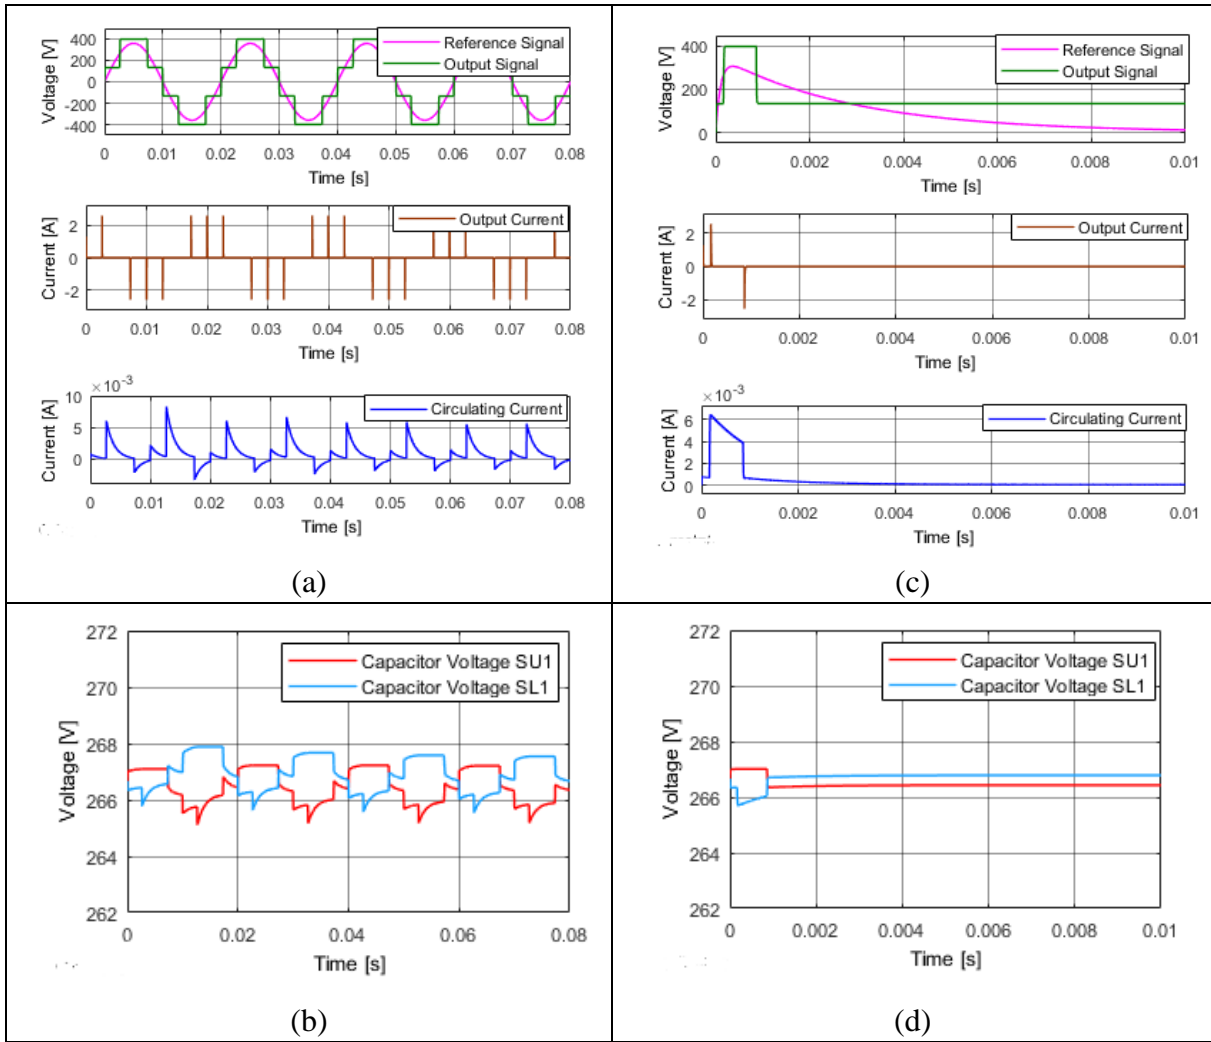 Voltage [V]
400
200
0
-200
-400
Reference Signal
Output Signal
0 0.01 0.02 0.03 0.04 0.05 0.06 0.07 0.08
Time [s]
Current [A]
2
0
-2
Output Current
0 0.01 0.02 0.03 0.04 0.05 0.06 0.07 0.08
Time [s]
×10⁻³
Current [A]
10
5
0
Circulating Current
0 0.01 0.02 0.03 0.04 0.05 0.06 0.07 0.08
Time [s]
(a)
Voltage [V]
400
200
0
Reference Signal
Output Signal
0 0.002 0.004 0.006 0.008 0.01
Time [s]
Current [A]
2
0
-2
Output Current
0 0.002 0.004 0.006 0.008 0.01
Time [s]
×10⁻³
Current [A]
6
4
2
0
Circulating Current
0 0.002 0.004 0.006 0.008 0.01
Time [s]
(c)
Voltage [V]
272
270
268
266
264
262
Capacitor Voltage SU1
Capacitor Voltage SL1
0 0.02 0.04 0.06 0.08
Time [s]
(b)
Voltage [V]
272
270
268
266
264
262
Capacitor Voltage SU1
Capacitor Voltage SL1
0 0.002 0.004 0.006 0.008 0.01
Time [s]
(d)